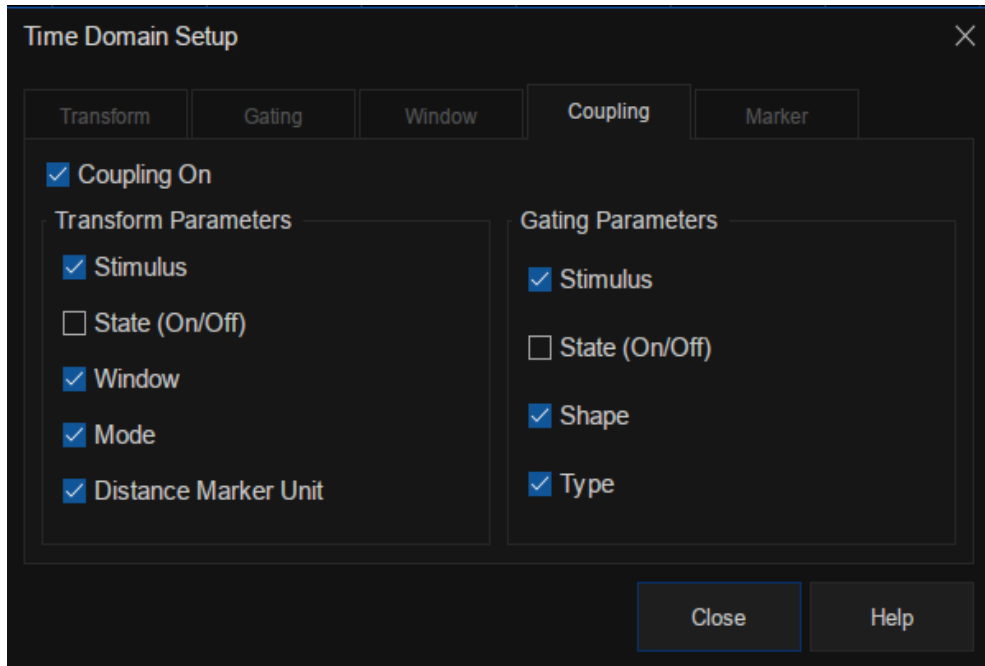 Time Domain Setup
Transform Gating Window Coupling Marker
Coupling On
Transform Parameters
Stimulus
State (On/Off)
Window
Mode
Distance Marker Unit
Gating Parameters
Stimulus
State (On/Off)
Shape
Type
Close Help